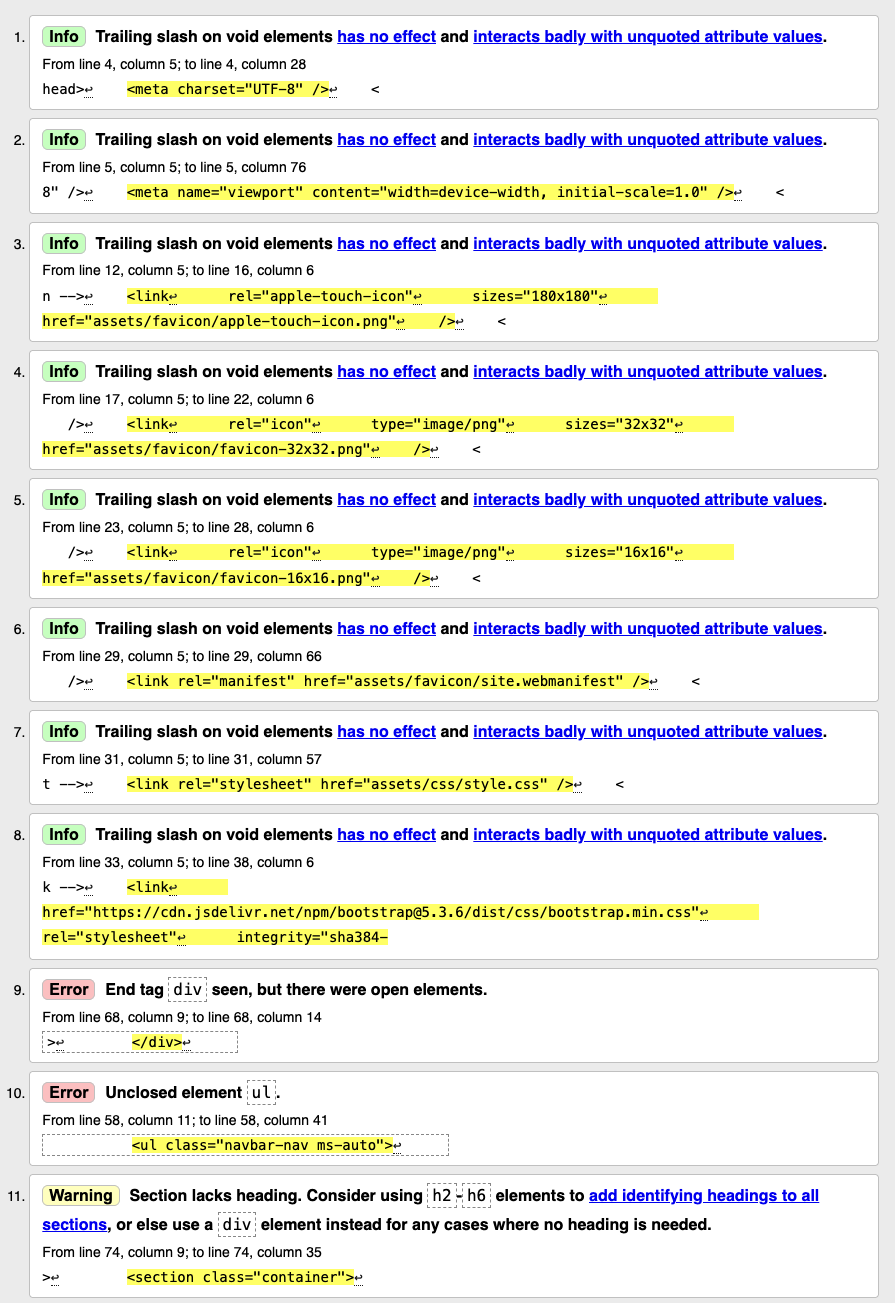 1. Info Trailing slash on void elements has no effect and interacts badly with unquoted attribute values.
From line 4, column 5; to line 4, column 28
head>↩    <meta charset="UTF-8" />↩    <
2. Info Trailing slash on void elements has no effect and interacts badly with unquoted attribute values.
From line 5, column 5; to line 5, column 76
8" />↩    <meta name="viewport" content="width=device-width, initial-scale=1.0" />↩    <
3. Info Trailing slash on void elements has no effect and interacts badly with unquoted attribute values.
From line 12, column 5; to line 16, column 6
n -->↩    <link↩      rel="apple-touch-icon"↩      sizes="180x180"↩
href="assets/favicon/apple-touch-icon.png"↩    />↩    <
4. Info Trailing slash on void elements has no effect and interacts badly with unquoted attribute values.
From line 17, column 5; to line 22, column 6
/>↩    <link↩      rel="icon"↩      type="image/png"↩      sizes="32x32"↩
href="assets/favicon/favicon-32x32.png"↩    />↩    <
5. Info Trailing slash on void elements has no effect and interacts badly with unquoted attribute values.
From line 23, column 5; to line 28, column 6
/>↩    <link↩      rel="icon"↩      type="image/png"↩      sizes="16x16"↩
href="assets/favicon/favicon-16x16.png"↩    />↩    <
6. Info Trailing slash on void elements has no effect and interacts badly with unquoted attribute values.
From line 29, column 5; to line 29, column 66
/>↩    <link rel="manifest" href="assets/favicon/site.webmanifest" />↩    <
7. Info Trailing slash on void elements has no effect and interacts badly with unquoted attribute values.
From line 31, column 5; to line 31, column 57
t -->↩    <link rel="stylesheet" href="assets/css/style.css" />↩    <
8. Info Trailing slash on void elements has no effect and interacts badly with unquoted attribute values.
From line 33, column 5; to line 38, column 6
k -->↩    <link↩
href="https://cdn.jsdelivr.net/npm/bootstrap@5.3.6/dist/css/bootstrap.min.css"↩
rel="stylesheet"↩      integrity="sha384-
9. Error End tag div seen, but there were open elements.
From line 68, column 9; to line 68, column 14
>↩        </div>↩
10. Error Unclosed element ul.
From line 58, column 11; to line 58, column 41
<ul class="navbar-nav ms-auto">↩
11. Warning Section lacks heading. Consider using h2-h6 elements to add identifying headings to all
sections, or else use a div element instead for any cases where no heading is needed.
From line 74, column 9; to line 74, column 35
>↩        <section class="container">↩